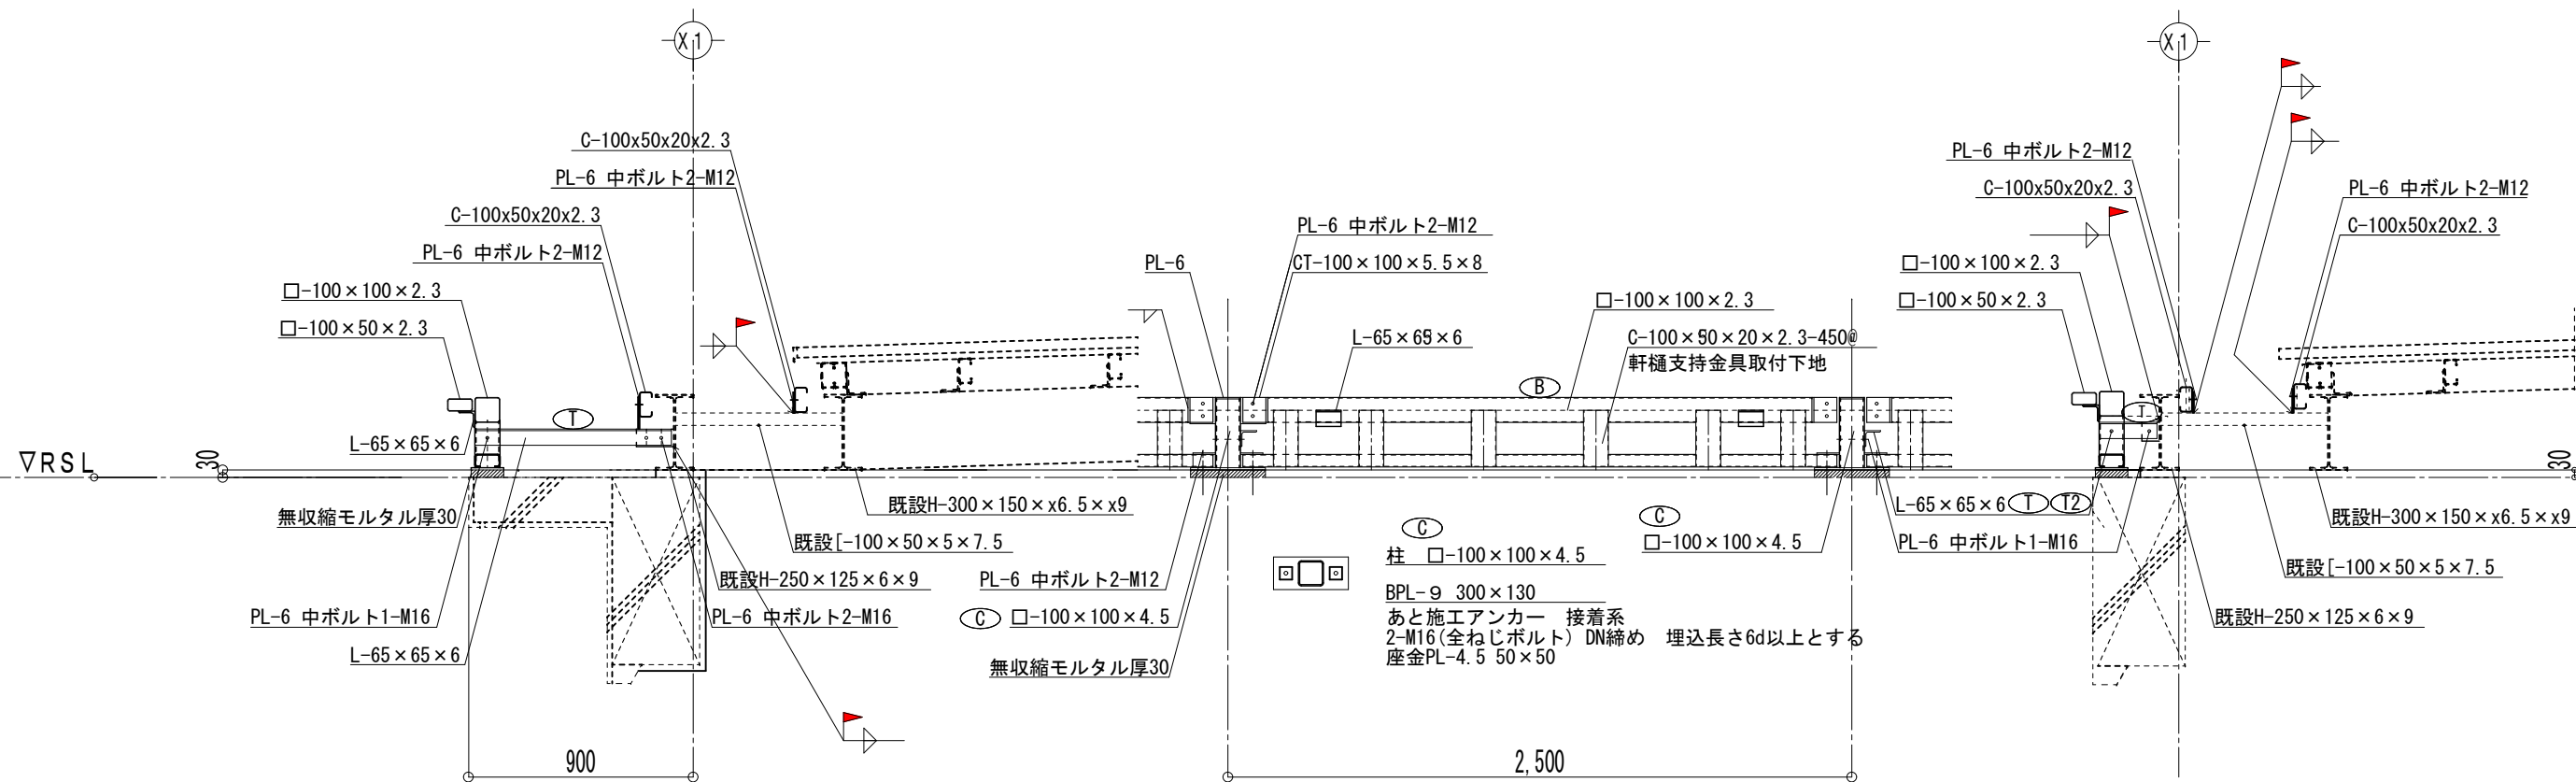 X1
X1
C-100x50x20x2.3
PL-6 中ボルト2-M12
C-100x50x20x2.3
PL-6 中ボルト2-M12
□-100×100×2.3
□-100×50×2.3
T
L-65×65×6
▽RSL
30
無収縮モルタル厚30
PL-6 中ボルト1-M16
L-65×65×6
900
既設H-300×150×x6.5×x9
既設[-100×50×5×7.5
既設H-250×125×6×9
PL-6 中ボルト2-M16
PL-6 中ボルト2-M12
CT-100×100×5.5×8
PL-6
□-100×100×2.3
L-65×65×6
C-100×50×20×2.3-450@
軒樋支持金具取付下地
B
PL-6 中ボルト2-M12
C □-100×100×4.5
無収縮モルタル厚30
C
柱 □-100×100×4.5
BPL-9 300×130
あと施工アンカー 接着系
2-M16(全ねじボルト) DN締め 埋込長さ6d以上とする
座金PL-4.5 50×50
C
□-100×100×4.5
2,500
PL-6 中ボルト2-M12
C-100x50x20x2.3
□-100×100×2.3
□-100×50×2.3
PL-6 中ボルト2-M12
C-100x50x20x2.3
T
L-65×65×6 T T2
PL-6 中ボルト1-M16
30
既設H-300×150×x6.5×x9
既設[-100×50×5×7.5
既設H-250×125×6×9